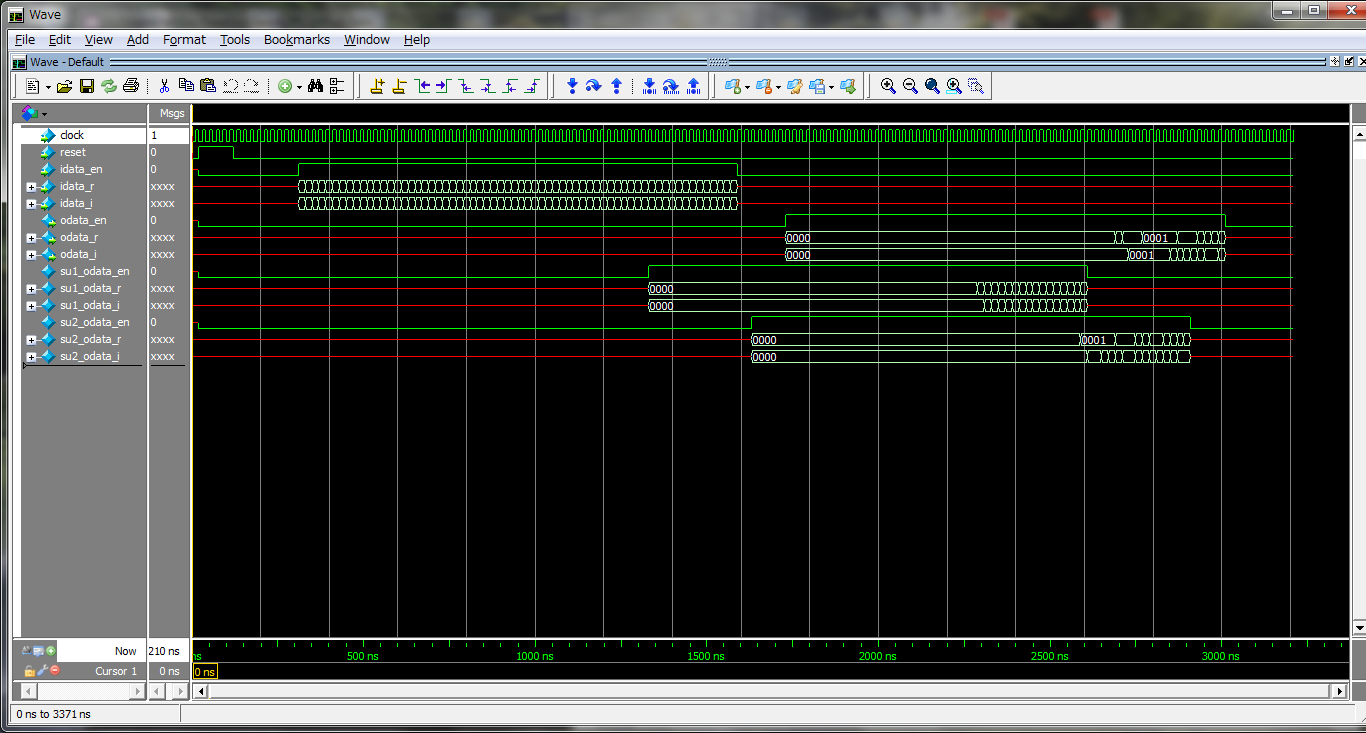 Wave
File Edit View Add Format Tools Bookmarks Window Help
Wave - Default
Msgs
clock 1
reset 0
idata_en 0
idata_r xxxx
idata_i xxxx
odata_en 0
odata_r xxxx 0000 0001
odata_i xxxx 0000 0001
su1_odata_en 0
su1_odata_r xxxx 0000
su1_odata_i xxxx 0000
su2_odata_en 0
su2_odata_r xxxx 0000 0001
su2_odata_i xxxx 0000
Now 210 ns ns 500 ns 1000 ns 1500 ns 2000 ns 2500 ns 3000 ns
Cursor 1 0 ns 0 ns
0 ns to 3371 ns